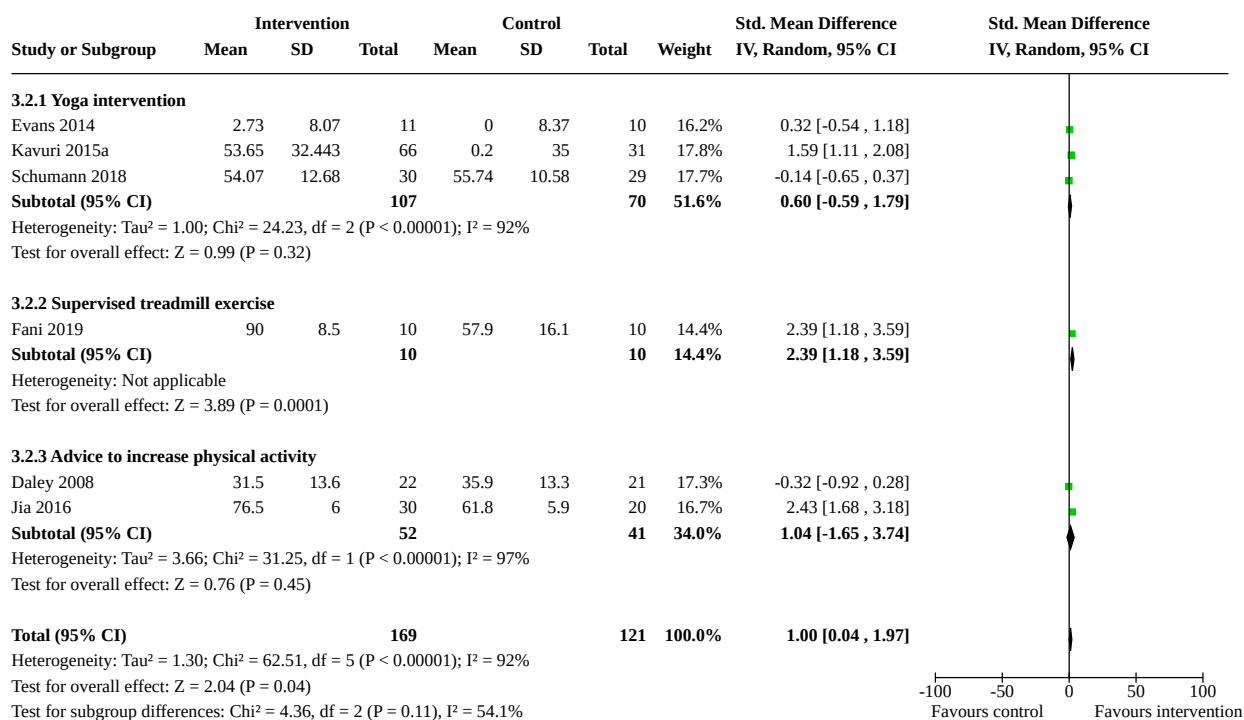 Intervention Control Std. Mean Difference Std. Mean Difference
Study or Subgroup Mean SD Total Mean SD Total Weight IV, Random, 95% CI IV, Random, 95% CI
3.2.1 Yoga intervention
Evans 2014 2.73 8.07 11 0 8.37 10 16.2% 0.32 [-0.54 , 1.18]
Kavuri 2015a 53.65 32.443 66 0.2 35 31 17.8% 1.59 [1.11 , 2.08]
Schumann 2018 54.07 12.68 30 55.74 10.58 29 17.7% -0.14 [-0.65 , 0.37]
Subtotal (95% CI) 107 70 51.6% 0.60 [-0.59 , 1.79]
Heterogeneity: Tau² = 1.00; Chi² = 24.23, df = 2 (P < 0.00001); I² = 92%
Test for overall effect: Z = 0.99 (P = 0.32)
3.2.2 Supervised treadmill exercise
Fani 2019 90 8.5 10 57.9 16.1 10 14.4% 2.39 [1.18 , 3.59]
Subtotal (95% CI) 10 10 14.4% 2.39 [1.18 , 3.59]
Heterogeneity: Not applicable
Test for overall effect: Z = 3.89 (P = 0.0001)
3.2.3 Advice to increase physical activity
Daley 2008 31.5 13.6 22 35.9 13.3 21 17.3% -0.32 [-0.92 , 0.28]
Jia 2016 76.5 6 30 61.8 5.9 20 16.7% 2.43 [1.68 , 3.18]
Subtotal (95% CI) 52 41 34.0% 1.04 [-1.65 , 3.74]
Heterogeneity: Tau² = 3.66; Chi² = 31.25, df = 1 (P < 0.00001); I² = 97%
Test for overall effect: Z = 0.76 (P = 0.45)
Total (95% CI) 169 121 100.0% 1.00 [0.04 , 1.97]
Heterogeneity: Tau² = 1.30; Chi² = 62.51, df = 5 (P < 0.00001); I² = 92%
Test for overall effect: Z = 2.04 (P = 0.04) -100 -50 0 50 100
Test for subgroup differences: Chi² = 4.36, df = 2 (P = 0.11), I² = 54.1% Favours control Favours intervention